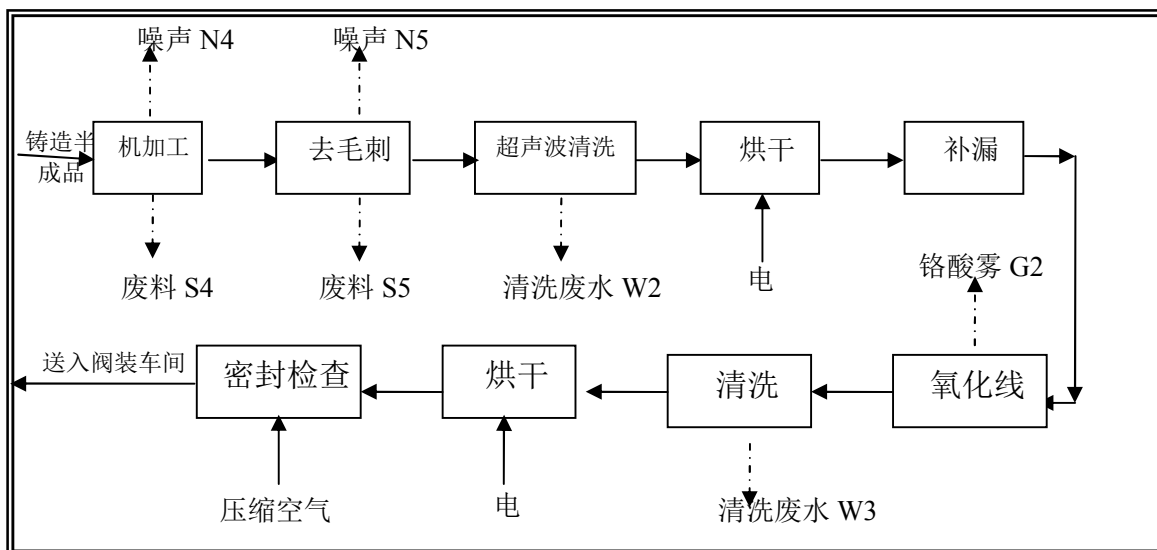 噪声 N4
噪声 N5
铸造半
成品
机加工
去毛刺
超声波清洗
烘干
补漏
废料 S4
废料 S5
清洗废水 W2
电
铬酸雾 G2
送入阀装车间
密封检查
烘干
清洗
氧化线
压缩空气
电
清洗废水 W3